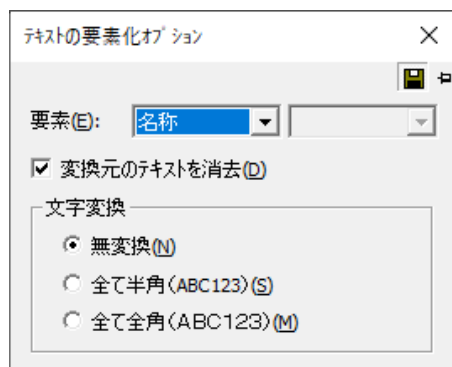 ﾃｷｽﾄの要素化ｵﾌﾟｼｮﾝ
要素(E): 名称
変換元のﾃｷｽﾄを消去(D)
文字変換
無変換(N)
全て半角(ABC123)(S)
全て全角(ＡＢＣ１２３)(M)